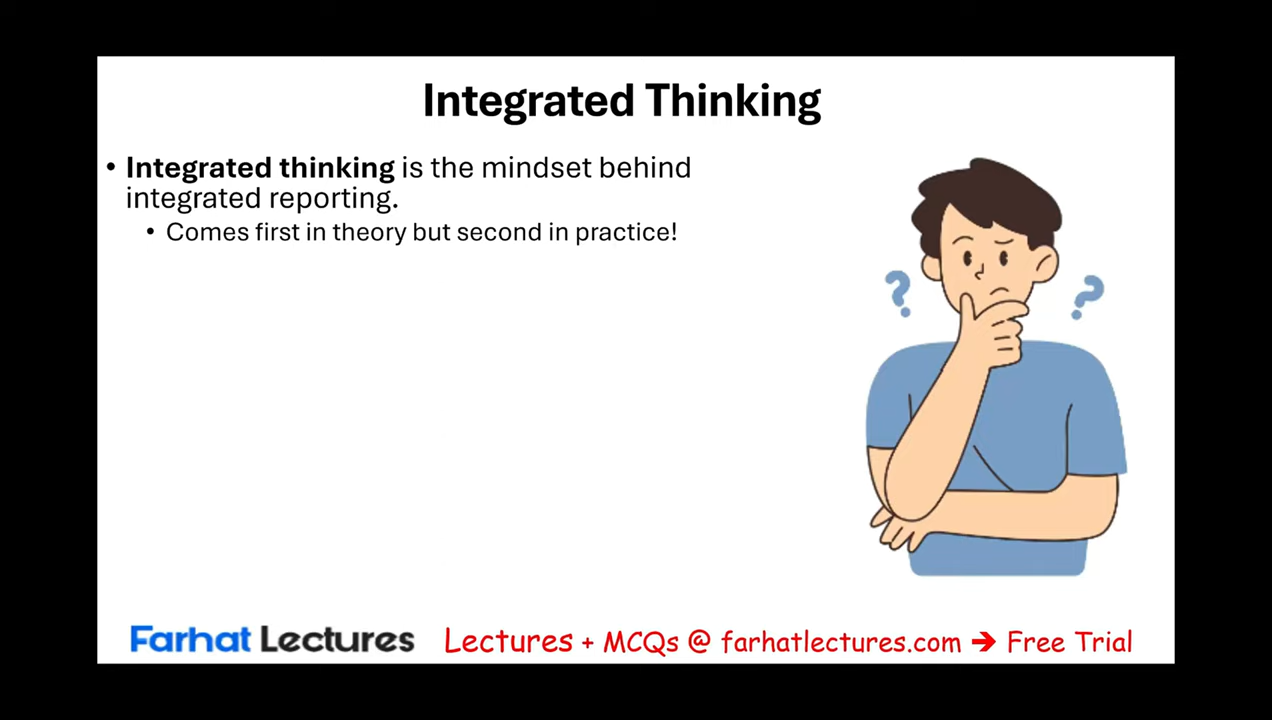 Integrated Thinking
• Integrated thinking is the mindset behind
integrated reporting.
• Comes first in theory but second in practice!
? ?
Farhat Lectures Lectures + MCQs @ farhatlectures.com ➔ Free Trial